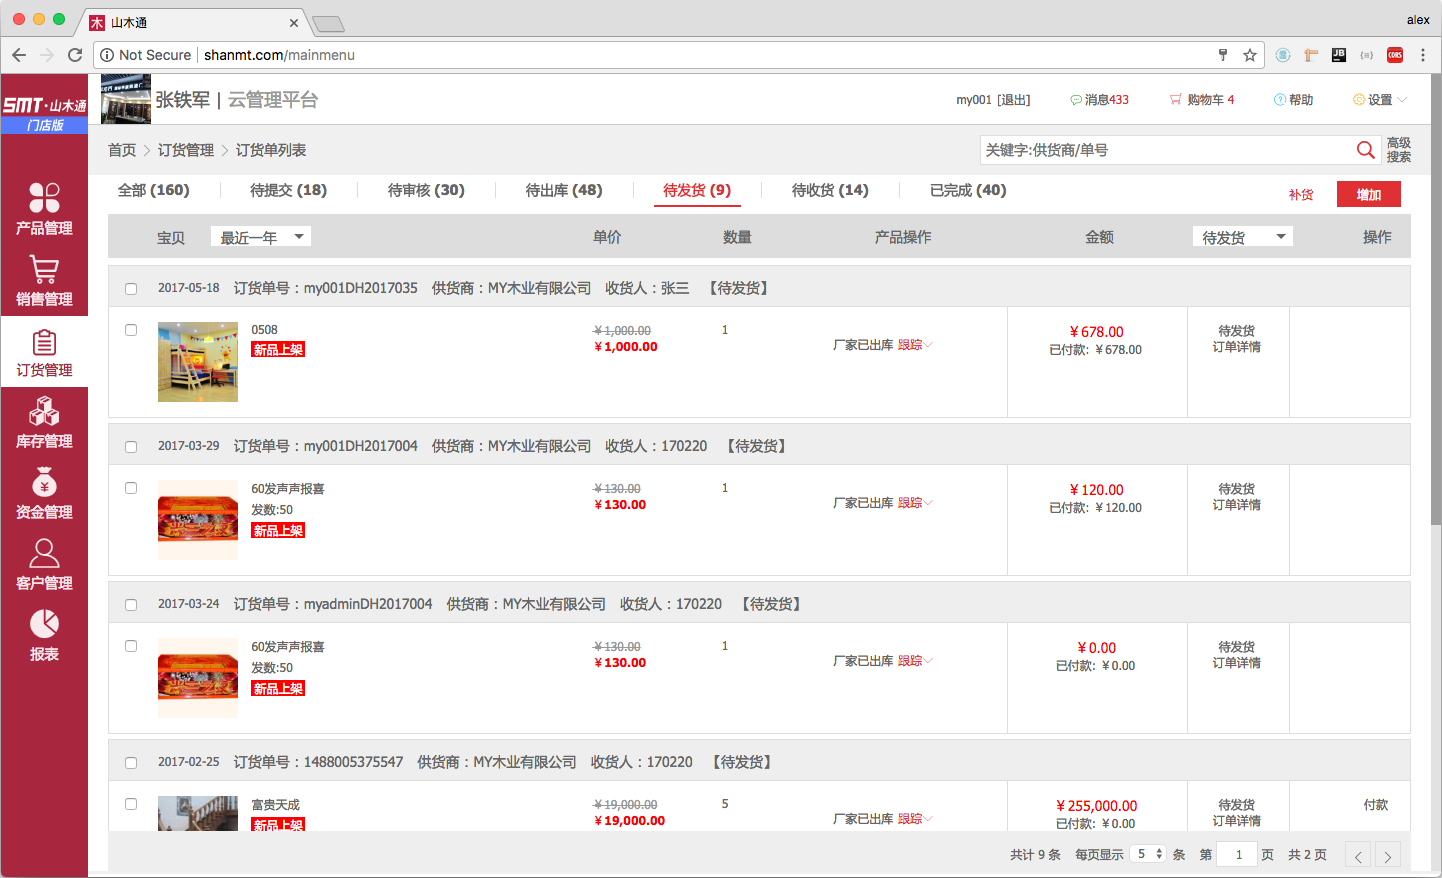 木 山木通
alex
Not Secure shanmt.com/mainmenu
JB
CORS
SMT·山木通
门店版
张铁军 | 云管理平台
my001 [退出] 消息433 购物车 4 帮助 设置
首页 订货管理 订货单列表
关键字:供货商/单号
高级
搜索
全部 (160) 待提交 (18) 待审核 (30) 待出库 (48) 待发货 (9) 待收货 (14) 已完成 (40) 补货 增加
宝贝 最近一年 单价 数量 产品操作 金额 待发货 操作
产品管理
销售管理
订货管理
库存管理
资金管理
客户管理
报表
2017-05-18 订货单号：my001DH2017035 供货商：MY木业有限公司 收货人：张三 【待发货】
0508 ￥1,000.00 1 ￥678.00 待发货
新品上架 ￥1,000.00 厂家已出库 跟踪 已付款: ￥678.00 订单详情
2017-03-29 订货单号：my001DH2017004 供货商：MY木业有限公司 收货人：170220 【待发货】
60发声声报喜 ￥130.00 1 ￥120.00 待发货
发数:50 ￥130.00 厂家已出库 跟踪 已付款: ￥120.00 订单详情
新品上架
2017-03-24 订货单号：myadminDH2017004 供货商：MY木业有限公司 收货人：170220 【待发货】
60发声声报喜 ￥130.00 1 ￥0.00 待发货
发数:50 ￥130.00 厂家已出库 跟踪 已付款: ￥0.00 订单详情
新品上架
2017-02-25 订货单号：1488005375547 供货商：MY木业有限公司 收货人：170220 【待发货】
富贵天成 ￥19,000.00 5 ￥255,000.00 待发货 付款
新品上架 ￥19,000.00 厂家已出库 跟踪 已付款: ￥0.00 订单详情
共计 9 条 每页显示 5 条 第 1 页 共 2 页